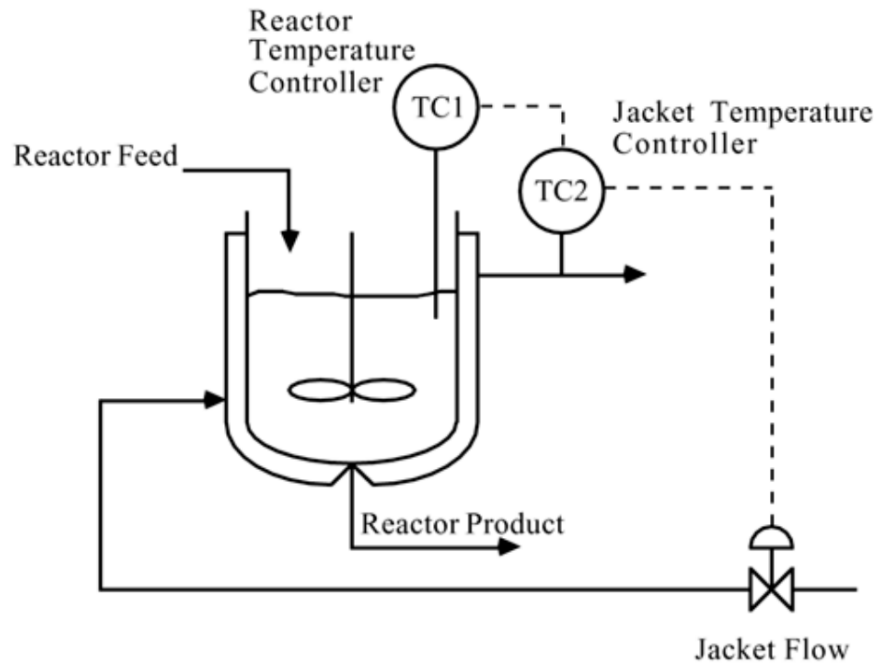 Reactor
Temperature
Controller
TC1
Jacket Temperature
Controller
Reactor Feed
TC2
Reactor Product
Jacket Flow